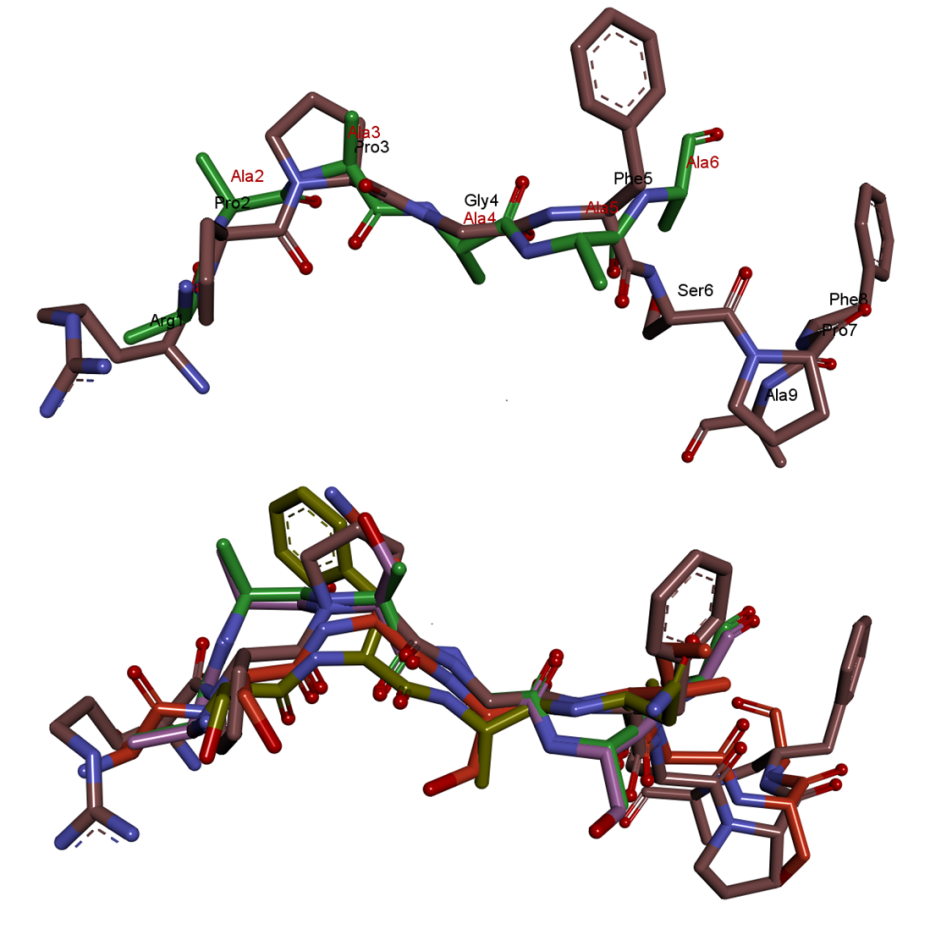 Ala3
Pro3
Ala2
Pro2
Gly4
Ala4
Phe5
Ala5
Ala6
Arg1
Ser6
Phe8
Pro7
Ala9